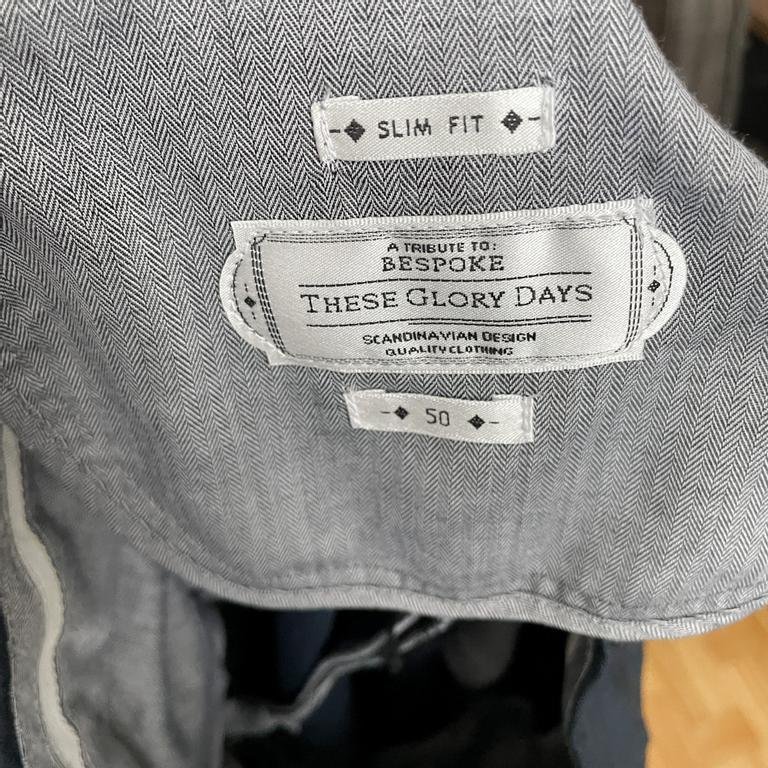 SLIM FIT
A TRIBUTE TO:
BESPOKE
THESE GLORY DAYS
SCANDINAVIAN DESIGN
QUALITY CLOTHING
50